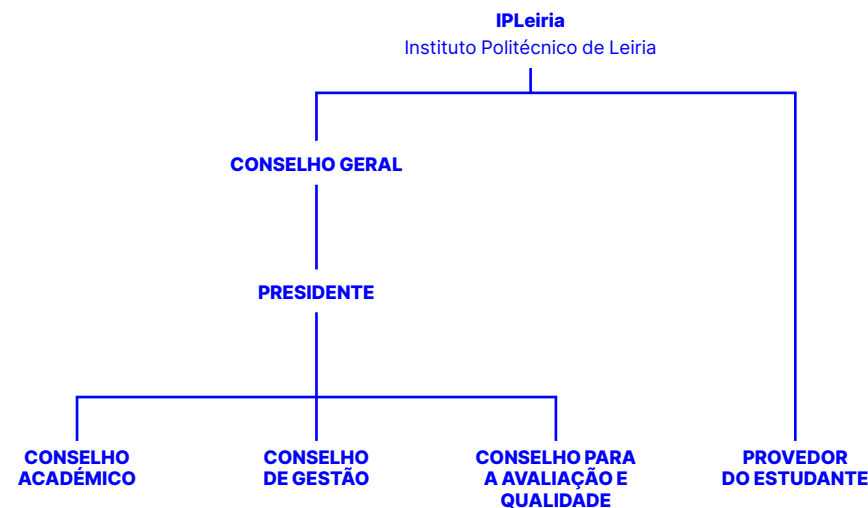 IPLeiria
Instituto Politécnico de Leiria
CONSELHO GERAL
PRESIDENTE
CONSELHO
ACADÉMICO
CONSELHO
DE GESTÃO
CONSELHO PARA
A AVALIAÇÃO E
QUALIDADE
PROVEDOR
DO ESTUDANTE